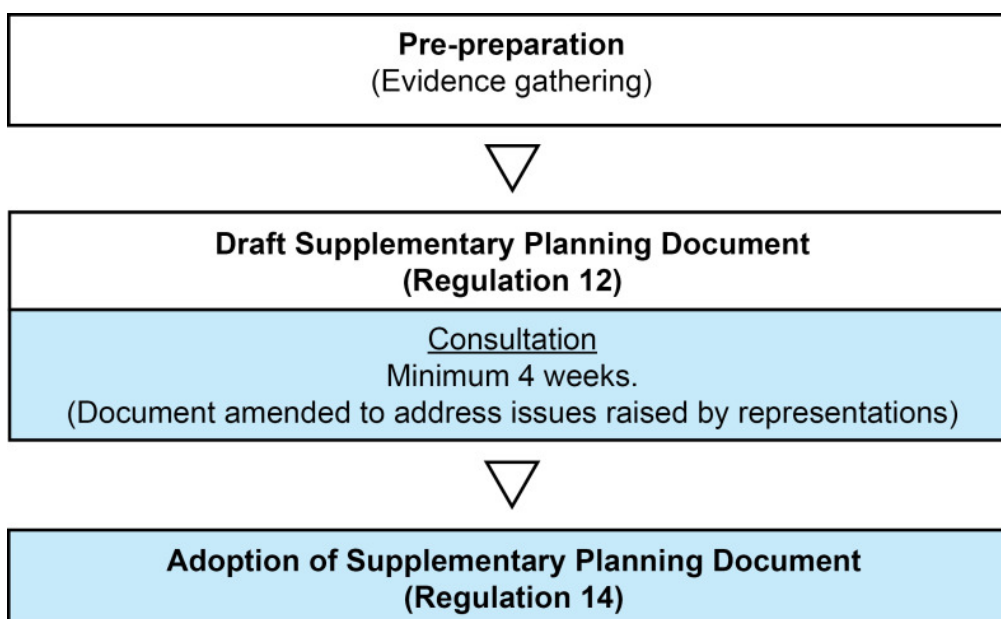 Pre-preparation
(Evidence gathering)
Draft Supplementary Planning Document
(Regulation 12)
Consultation
Minimum 4 weeks.
(Document amended to address issues raised by representations)
Adoption of Supplementary Planning Document
(Regulation 14)